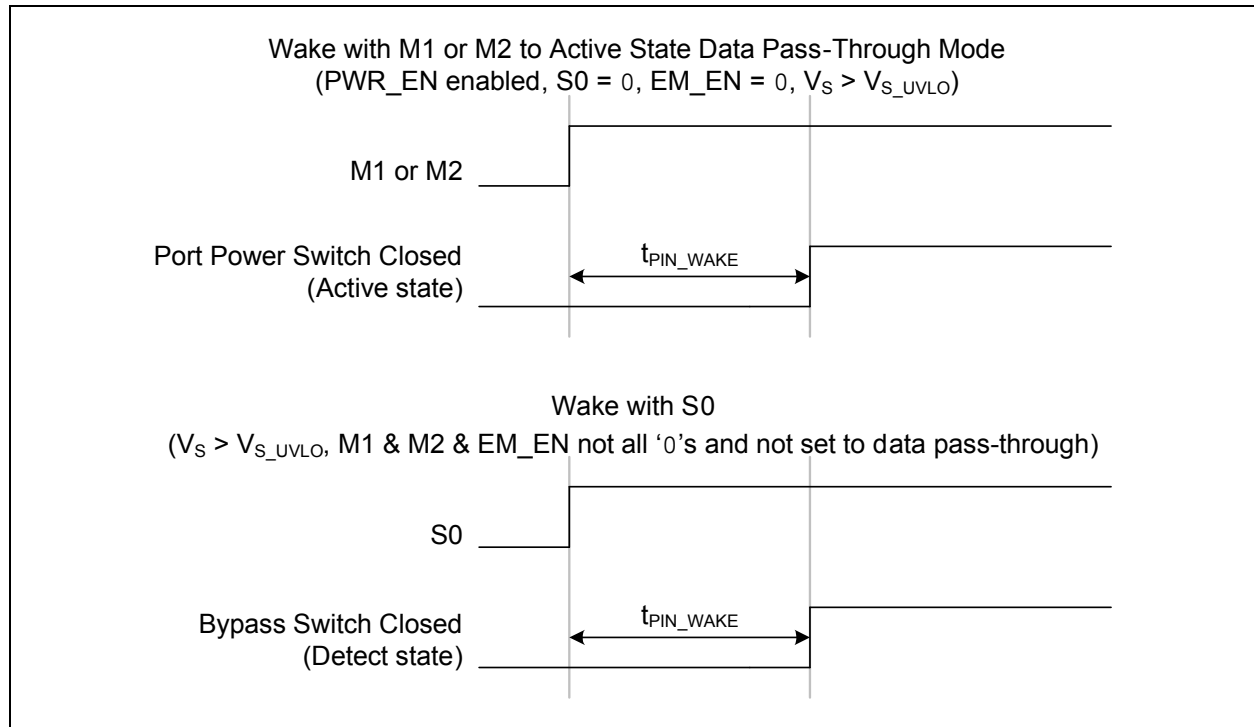 Wake with M1 or M2 to Active State Data Pass-Through Mode
(PWR_EN enabled, S0 = 0, EM_EN = 0, VS > VS_UVLO)
M1 or M2
Port Power Switch Closed
(Active state)
tPIN_WAKE
Wake with S0
(VS > VS_UVLO, M1 & M2 & EM_EN not all ‘0’s and not set to data pass-through)
S0
Bypass Switch Closed
(Detect state)
tPIN_WAKE